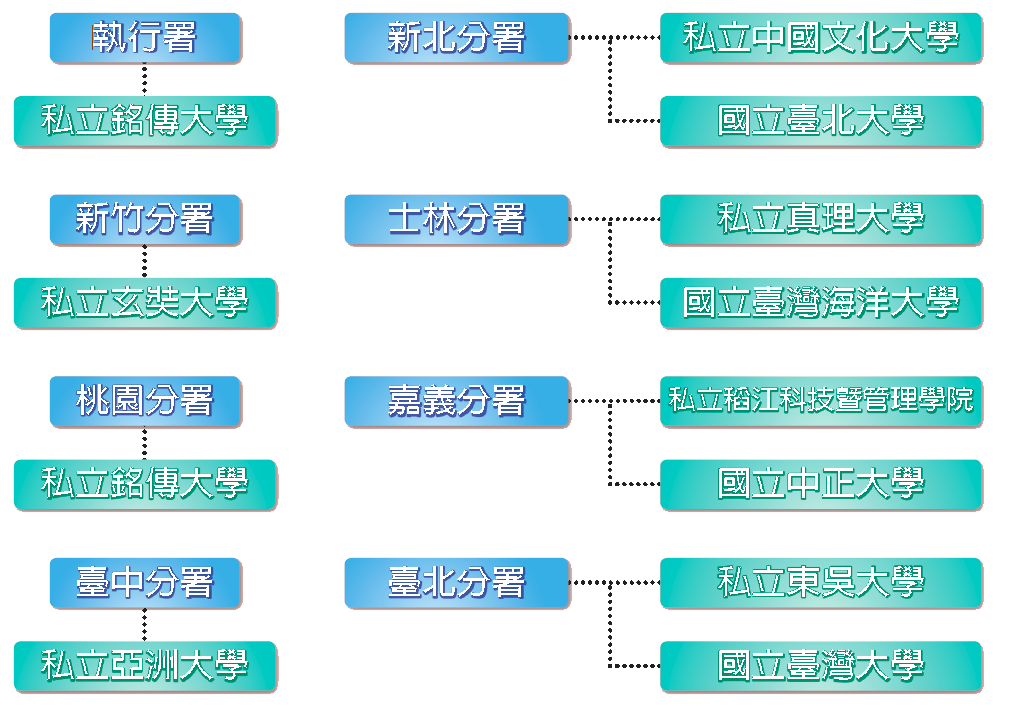 執行署
私立銘傳大學
新北分署
私立中國文化大學
國立臺北大學
新竹分署
私立玄奘大學
士林分署
私立真理大學
國立臺灣海洋大學
桃園分署
私立銘傳大學
嘉義分署
私立稻江科技暨管理學院
國立中正大學
臺中分署
私立亞洲大學
臺北分署
私立東吳大學
國立臺灣大學